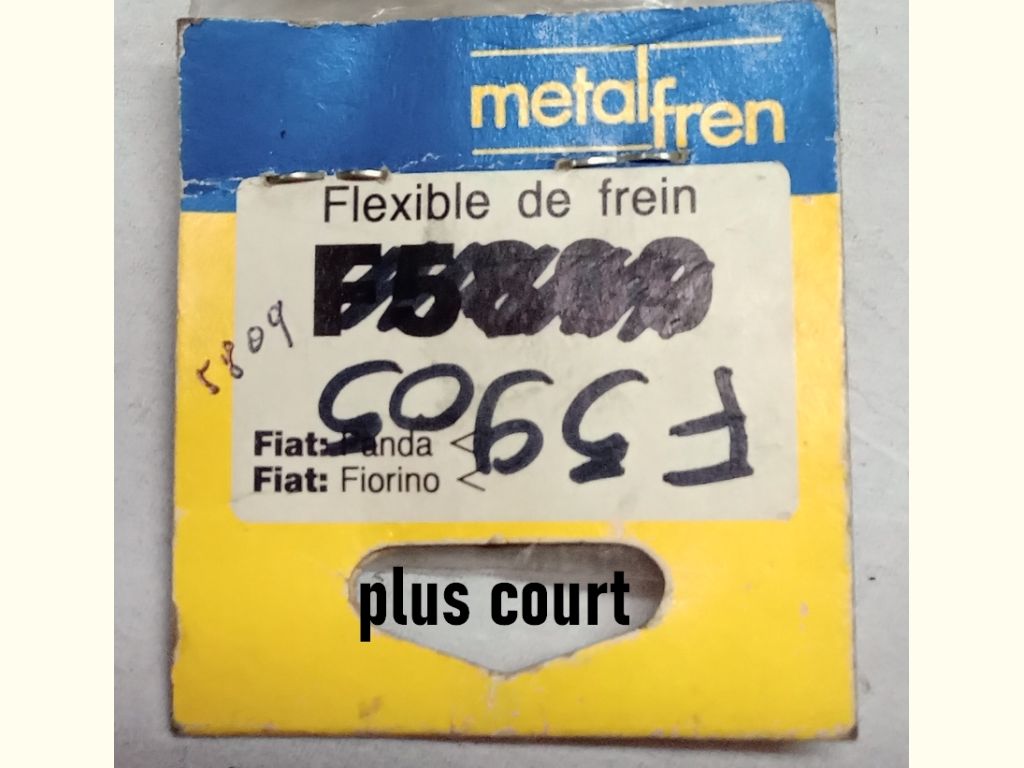 metalfren
Flexible de frein
5809
F5905
Fiat: Panda <
Fiat: Fiorino <
plus court